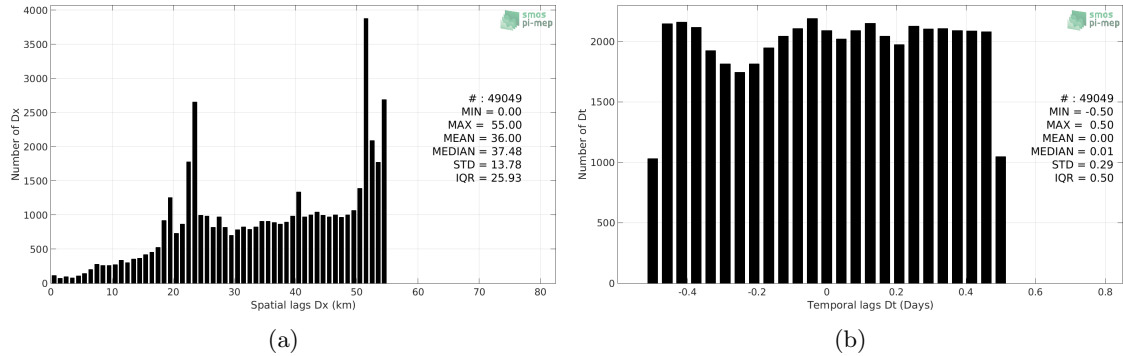 4000
3500
3000
2500
2000
1500
1000
500
0
Number of Dx
0 10 20 30 40 50 60 70 80
Spatial lags Dx (km)
smos
pi-mep
# : 49049
MIN = 0.00
MAX = 55.00
MEAN = 36.00
MEDIAN = 37.48
STD = 13.78
IQR = 25.93
(a)
2000
1500
1000
500
0
Number of Dt
-0.4 -0.2 0 0.2 0.4 0.6 0.8
Temporal lags Dt (Days)
smos
pi-mep
# : 49049
MIN = -0.50
MAX = 0.50
MEAN = 0.00
MEDIAN = 0.01
STD = 0.29
IQR = 0.50
(b)